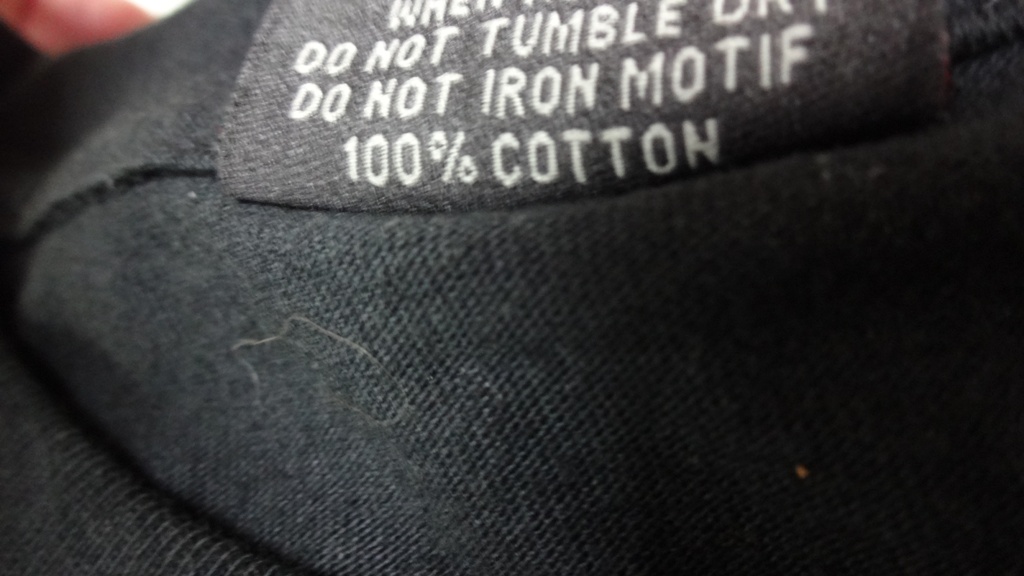 DO NOT TUMBLE DRY
DO NOT IRON MOTIF
100% COTTON